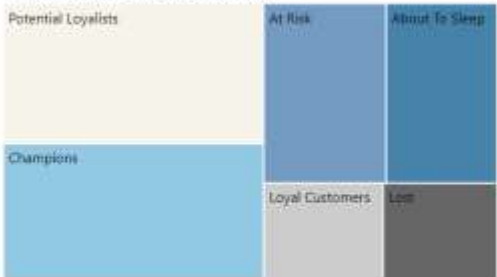 Potential Loyalists
At Risk
About To Sleep
Champions
Loyal Customers
Lost